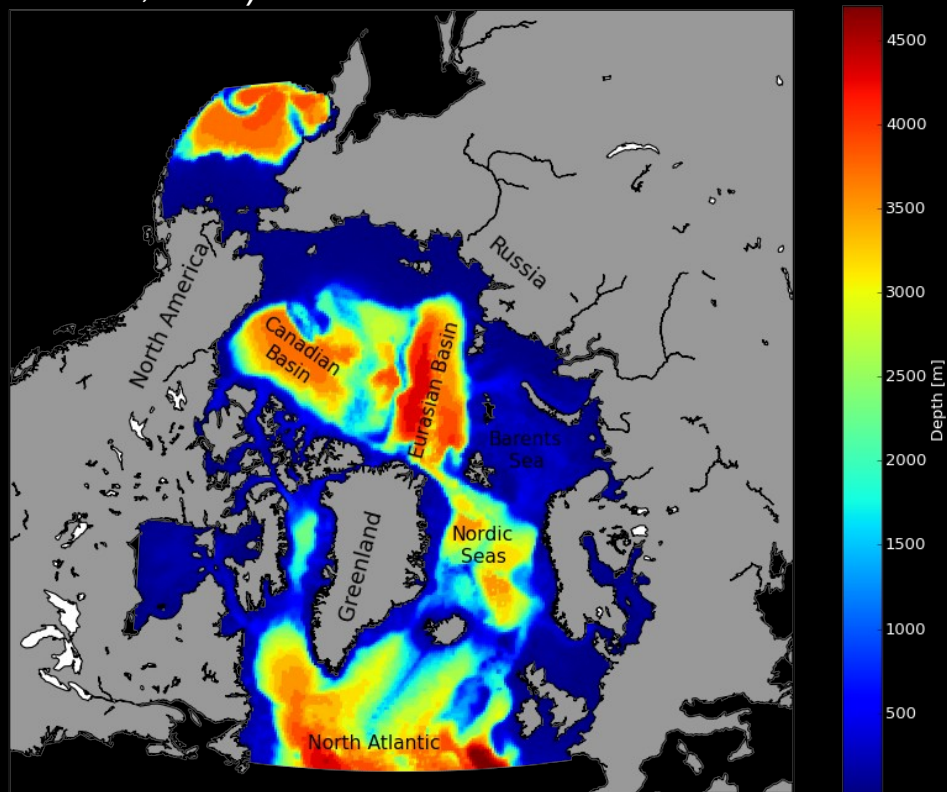 North America
Russia
Canadian
Basin
Eurasian Basin
Barents
Sea
Greenland
Nordic
Seas
North Atlantic
4500
4000
3500
3000
2500
2000
1500
1000
500
Depth [m]